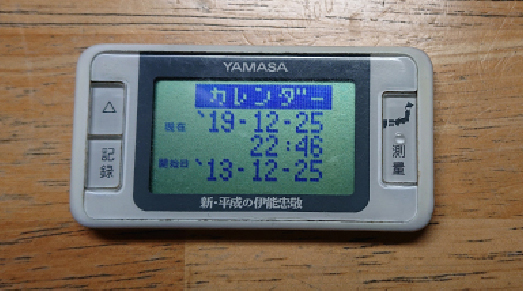 YAMASA
カレンダー
現在 '19-12-25
22:46
開始日 '13-12-25
新・平成の伊能忠敬
△
記録
測量